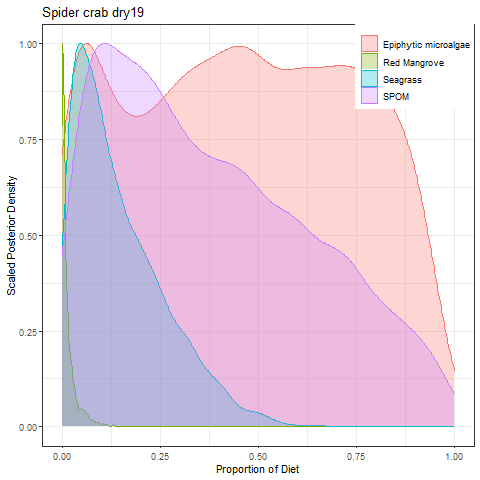 Spider crab dry19
Epiphytic microalgae
Red Mangrove
Seagrass
SPOM
Scaled Posterior Density
1.00
0.75
0.50
0.25
0.00
0.00 0.25 0.50 0.75 1.00
Proportion of Diet